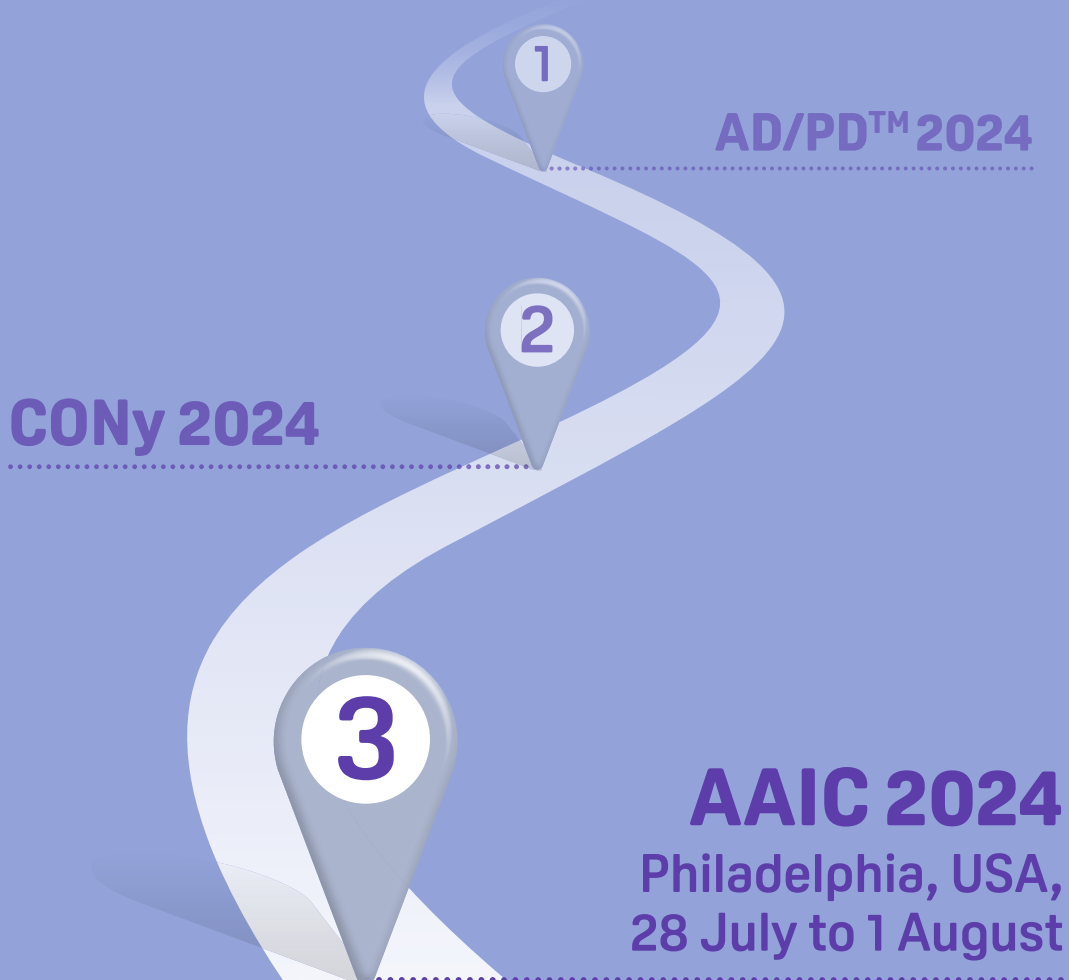 1
AD/PD™ 2024
2
CONy 2024
3
AAIC 2024
Philadelphia, USA,
28 July to 1 August